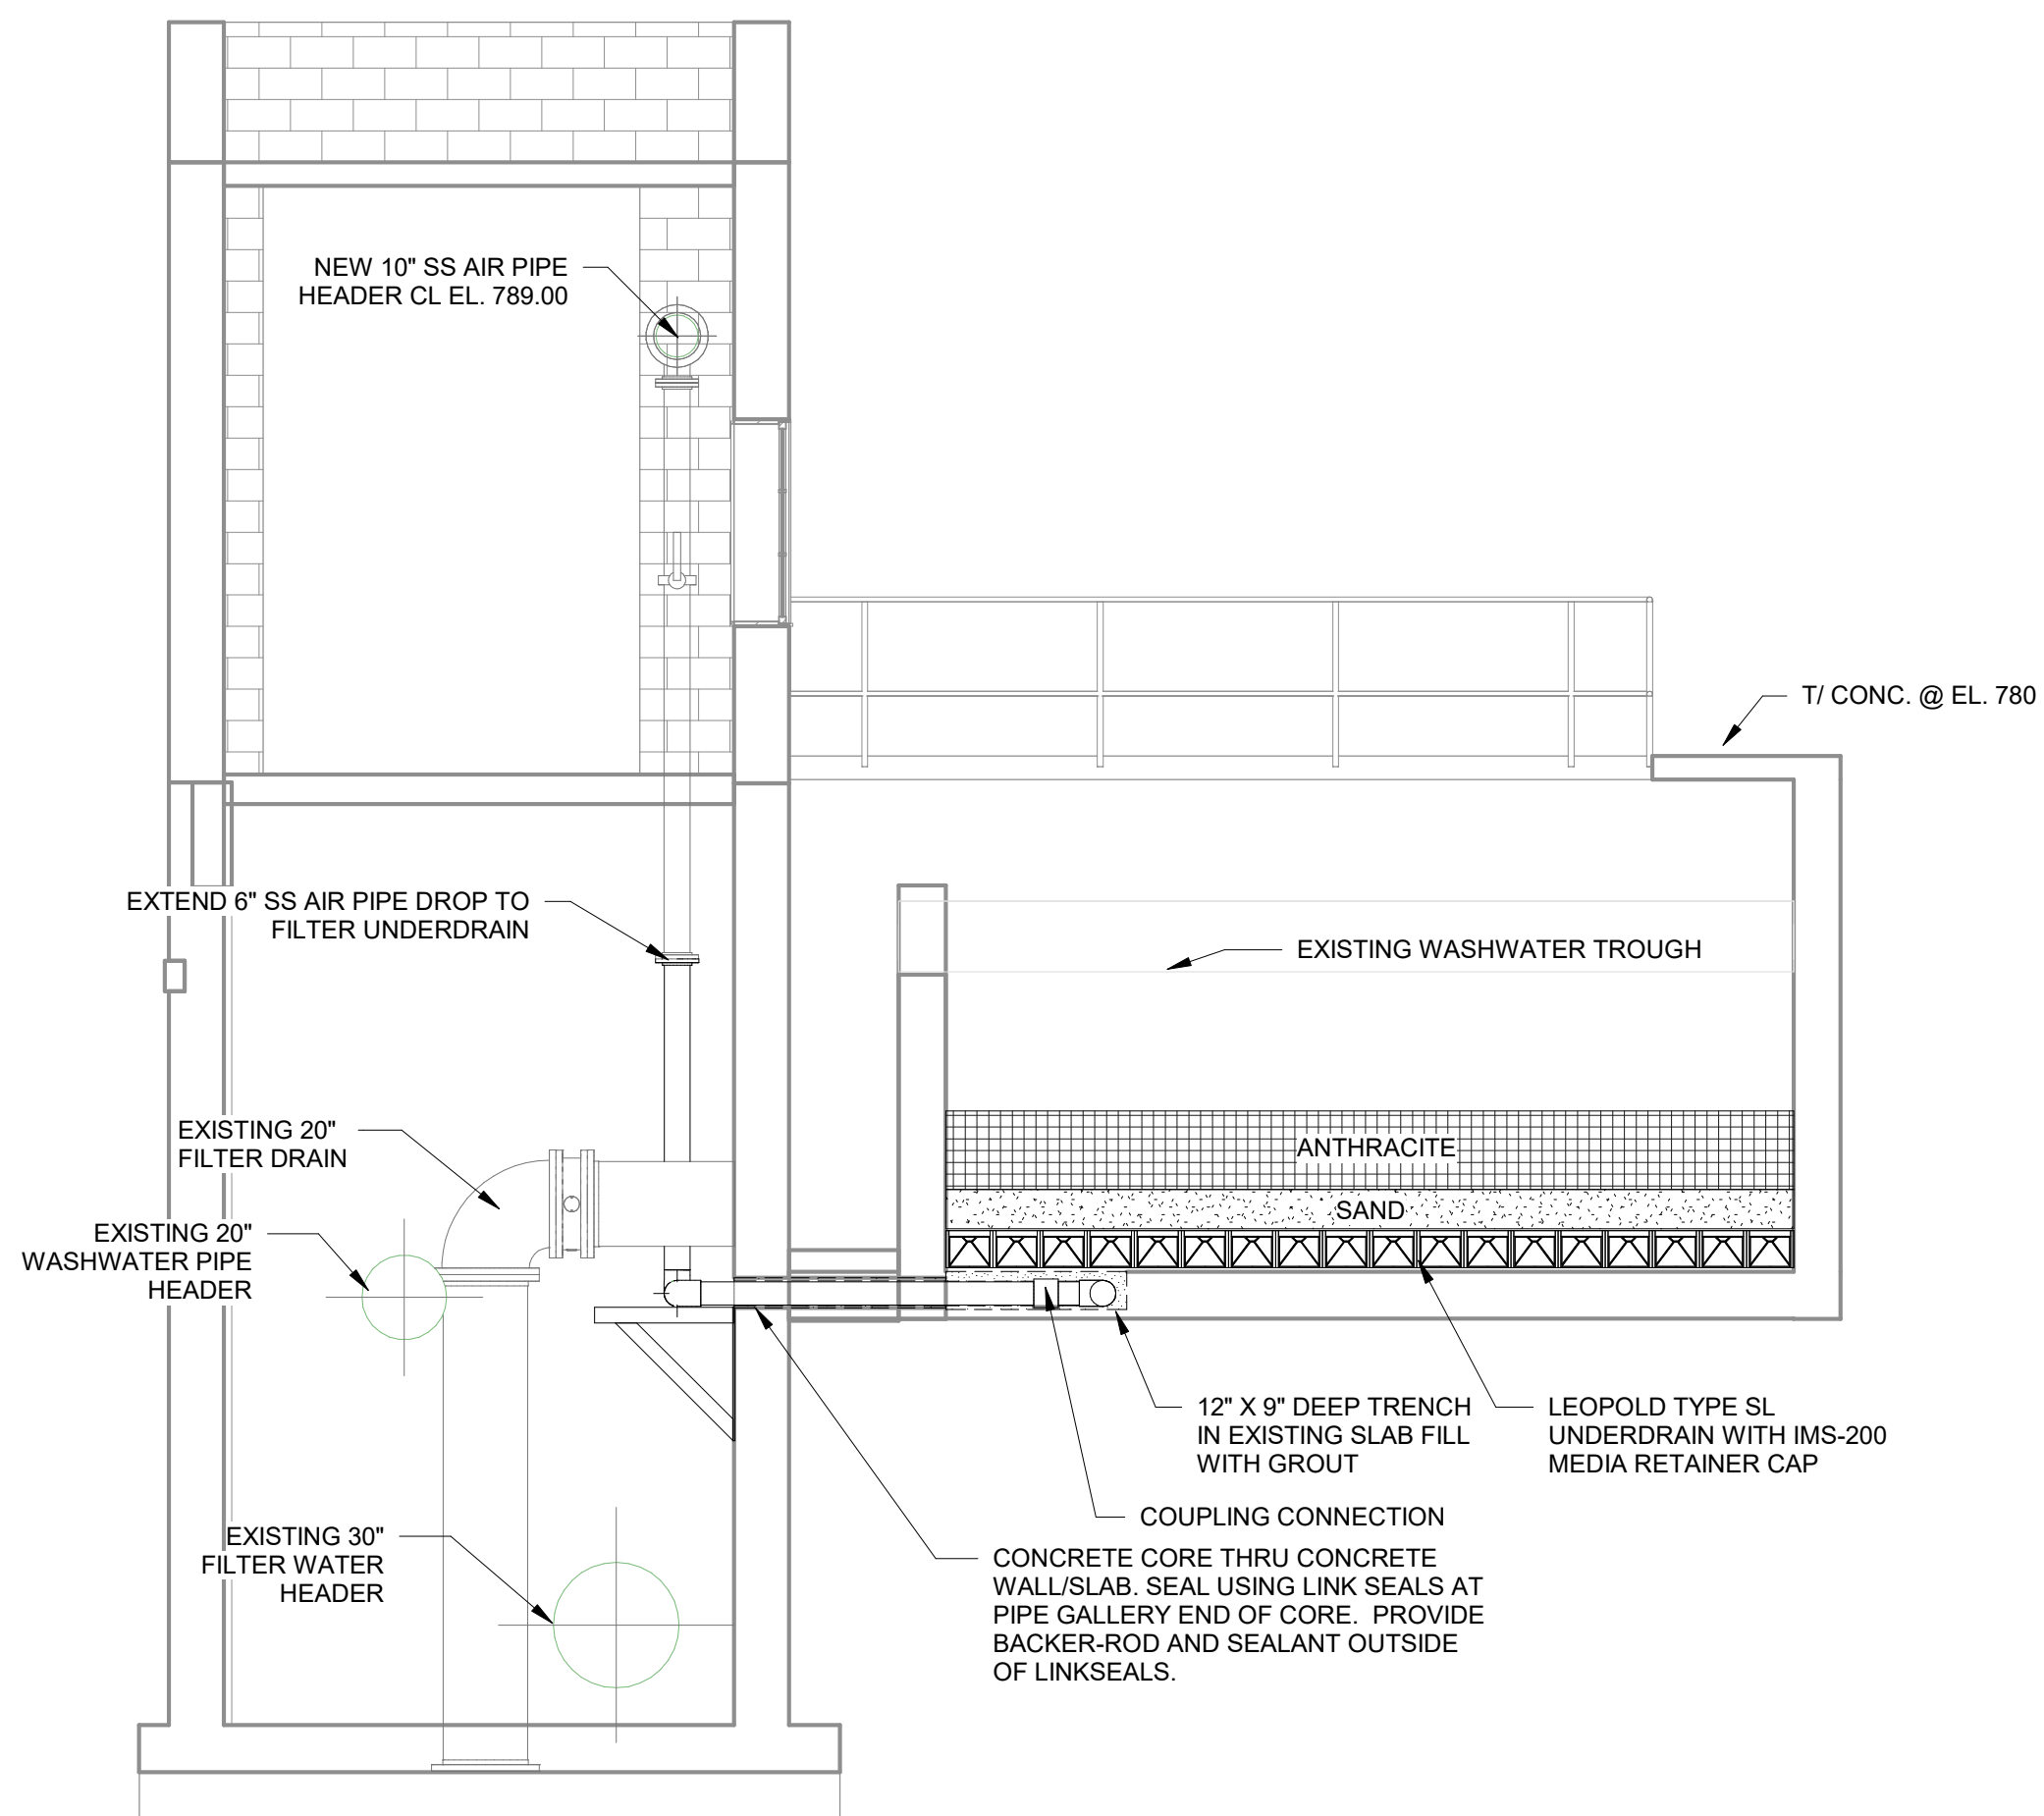 NEW 10" SS AIR PIPE
HEADER CL EL. 789.00
T/ CONC. @ EL. 780
EXTEND 6" SS AIR PIPE DROP TO
FILTER UNDERDRAIN
EXISTING WASHWATER TROUGH
EXISTING 20"
FILTER DRAIN
ANTHRACITE
SAND
EXISTING 20"
WASHWATER PIPE
HEADER
12" X 9" DEEP TRENCH
IN EXISTING SLAB FILL
WITH GROUT
LEOPOLD TYPE SL
UNDERDRAIN WITH IMS-200
MEDIA RETAINER CAP
COUPLING CONNECTION
EXISTING 30"
FILTER WATER
HEADER
CONCRETE CORE THRU CONCRETE
WALL/SLAB. SEAL USING LINK SEALS AT
PIPE GALLERY END OF CORE. PROVIDE
BACKER-ROD AND SEALANT OUTSIDE
OF LINKSEALS.